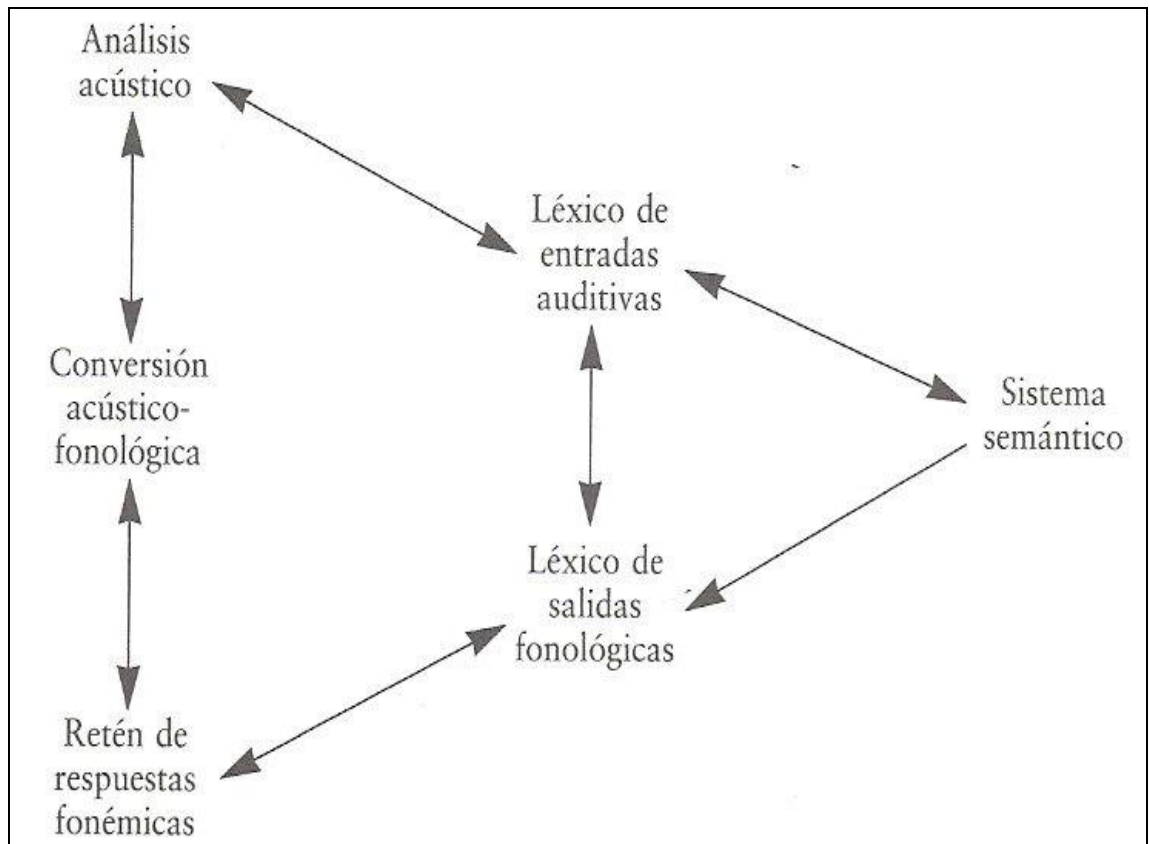 Análisis
acústico
Léxico de
entradas
auditivas
Conversión
acústico-
fonológica
Sistema
semántico
Léxico de
salidas
fonológicas
Retén de
respuestas
fonémicas